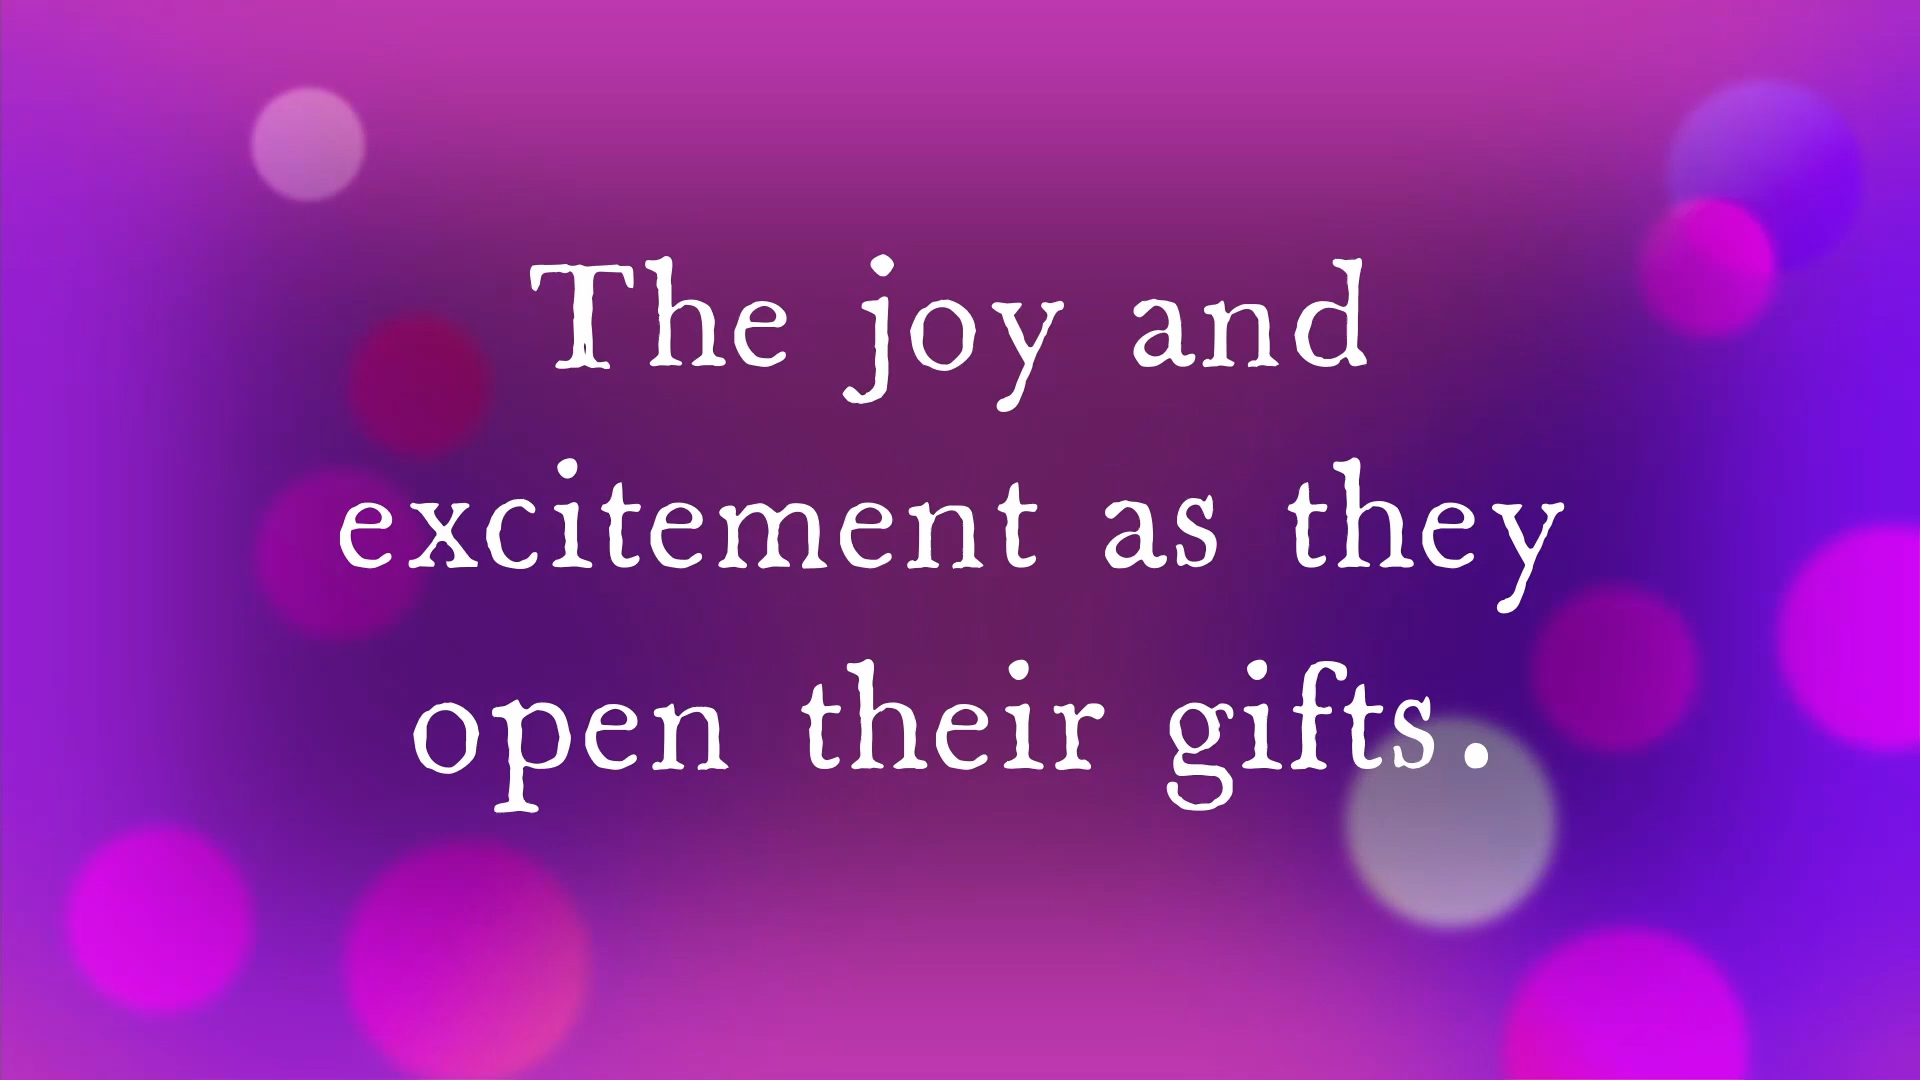 The joy and
excitement as they
open their gifts.